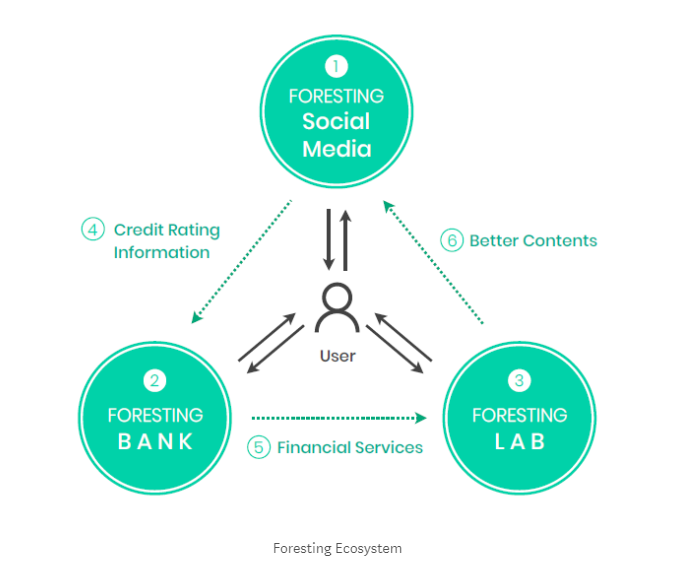 1
FORESTING
Social
Media
4 Credit Rating
Information
6 Better Contents
User
2
FORESTING
BANK
3
FORESTING
LAB
5 Financial Services
Foresting Ecosystem